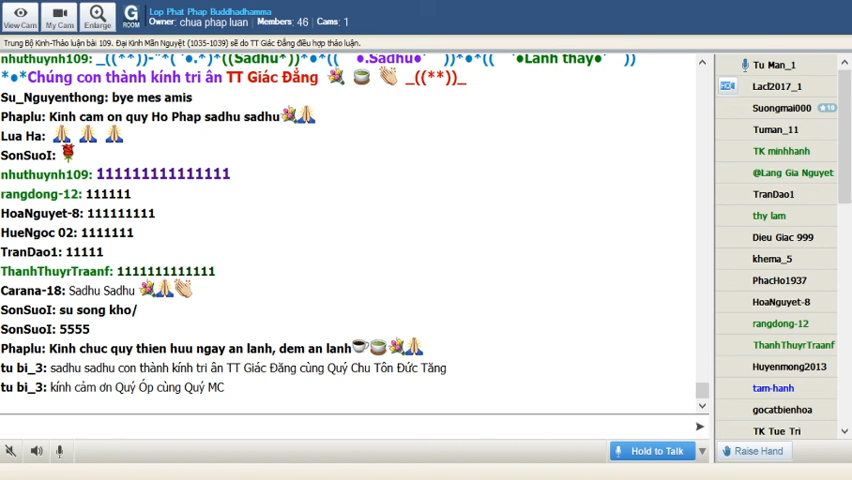 View Cam
My Cam
Enlarge
G
ROOM
Lop Phat Phap Buddhadhamma
Owner: chua phap luan Members: 46 Cams: 1
Trung Bộ Kinh-Thảo luận bài 109. Đại Kinh Mãn Nguyệt (1035-1039) sẽ do TT Giác Đẳng điều hợp thảo luận.
nhuthuynh109: _((**))-"*( ˙●.*)((Sadhu*))*●*(( ˙●.Sadhu● ˙))*●*(( ˙●Lành thay●˙ ))
*●*Chúng con thành kính tri ân TT Giác Đẳng _((**))_
Su_Nguyenthong: bye mes amis
Phaplu: Kinh cam on quy Ho Phap sadhu sadhu
Lua Ha:
SonSuoI:
nhuthuynh109: 111111111111111
rangdong-12: 111111
HoaNguyet-8: 111111111
HueNgoc 02: 1111111
TranDao1: 11111
ThanhThuyrTraanf: 1111111111111
Carana-18: Sadhu Sadhu
SonSuoI: su song kho/
SonSuoI: 5555
Phaplu: Kinh chuc quy thien huu ngay an lanh, dem an lanh
tu bi_3: sadhu sadhu con thành kính tri ân TT Giác Đăng cùng Quý Chu Tôn Đức Tăng
tu bi_3: kính cảm ơn Quý Óp cùng Quý MC
Hold to Talk
Tu Man_1
LacI2017_1
Suongmai000 10
Tuman_11
TK minhhanh
@Lang Gia Nguyet
TranDao1
thy lam
Dieu Giac 999
khema_5
PhacHo1937
HoaNguyet-8
rangdong-12
ThanhThuyrTraanf
Huyenmong2013
tam-hanh
gocatbienhoa
TK Tue Tri
Raise Hand